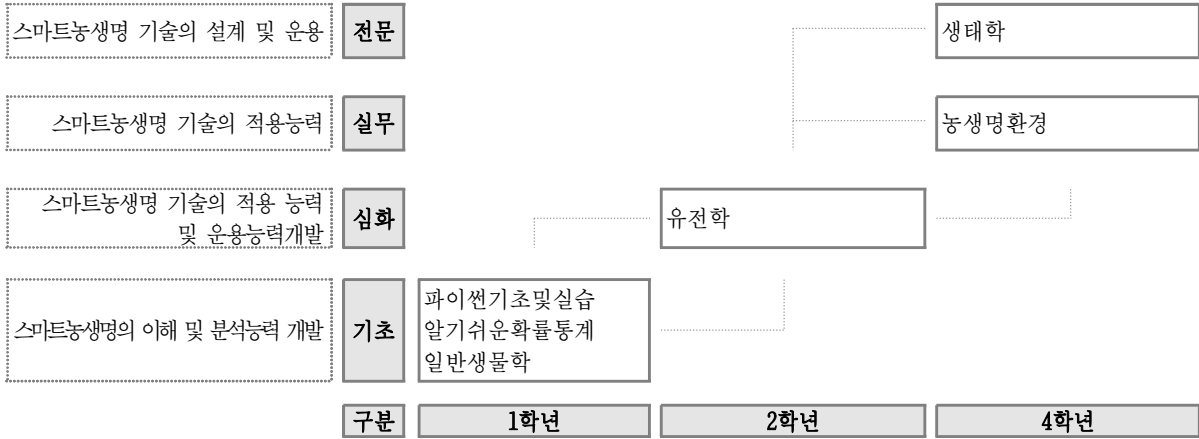 스마트농생명 기술의 설계 및 운용 전문 생태학
스마트농생명 기술의 적용능력 실무 농생명환경
스마트농생명 기술의 적용 능력
및 운용능력개발
심화
유전학
스마트농생명의 이해 및 분석능력 개발
기초
파이썬기초및실습
알기쉬운확률통계
일반생물학
구분 1학년 2학년 4학년